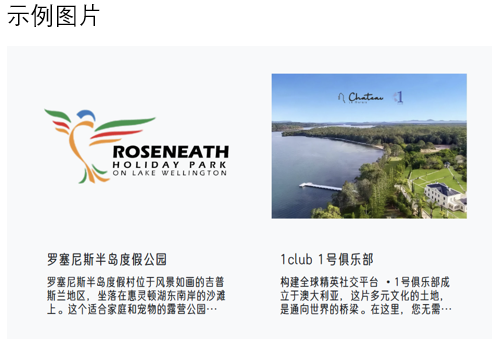 示例图片
ROSENEATH
HOLIDAY PARK
ON LAKE WELLINGTON
Chateau
1
罗塞尼斯半岛度假公园
罗塞尼斯半岛度假村位于风景如画的吉普
斯兰地区，坐落在惠灵顿湖东南岸的沙滩
上。这个适合家庭和宠物的露营公园…
1club 1号俱乐部
构建全球精英社交平台 •1号俱乐部成
立于澳大利亚，这片多元文化的土地，
是通向世界的桥梁。在这里，您无需…